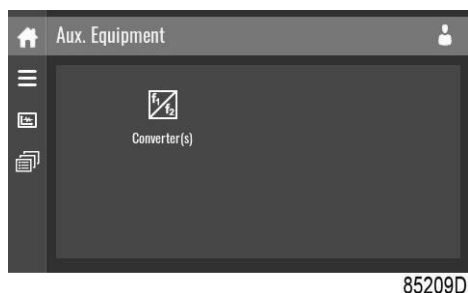 Aux. Equipment
f1/f2
Converter(s)
85209D